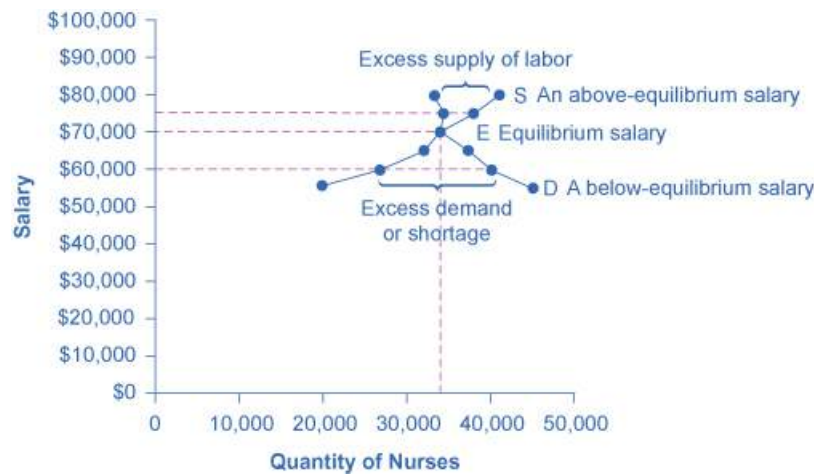 $100,000
$90,000
Excess supply of labor
$80,000
S An above-equilibrium salary
$70,000
E Equilibrium salary
$60,000
D A below-equilibrium salary
$50,000
Excess demand
or shortage
$40,000
$30,000
$20,000
$10,000
$0
Salary
0 10,000 20,000 30,000 40,000 50,000
Quantity of Nurses